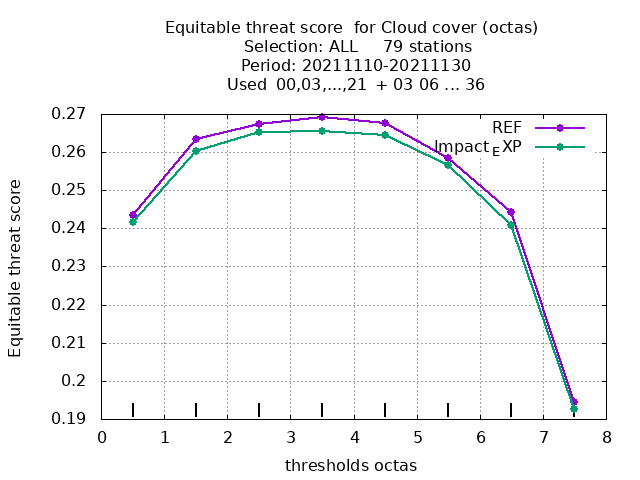 Equitable threat score  for Cloud cover (octas)
Selection: ALL     79 stations
Period: 20211110-20211130
Used  00,03,...,21  + 03 06 ... 36
REF
Impact_EXP
0.27
0.26
0.25
0.24
0.23
0.22
0.21
0.2
0.19
Equitable threat score
0 1 2 3 4 5 6 7 8
thresholds octas